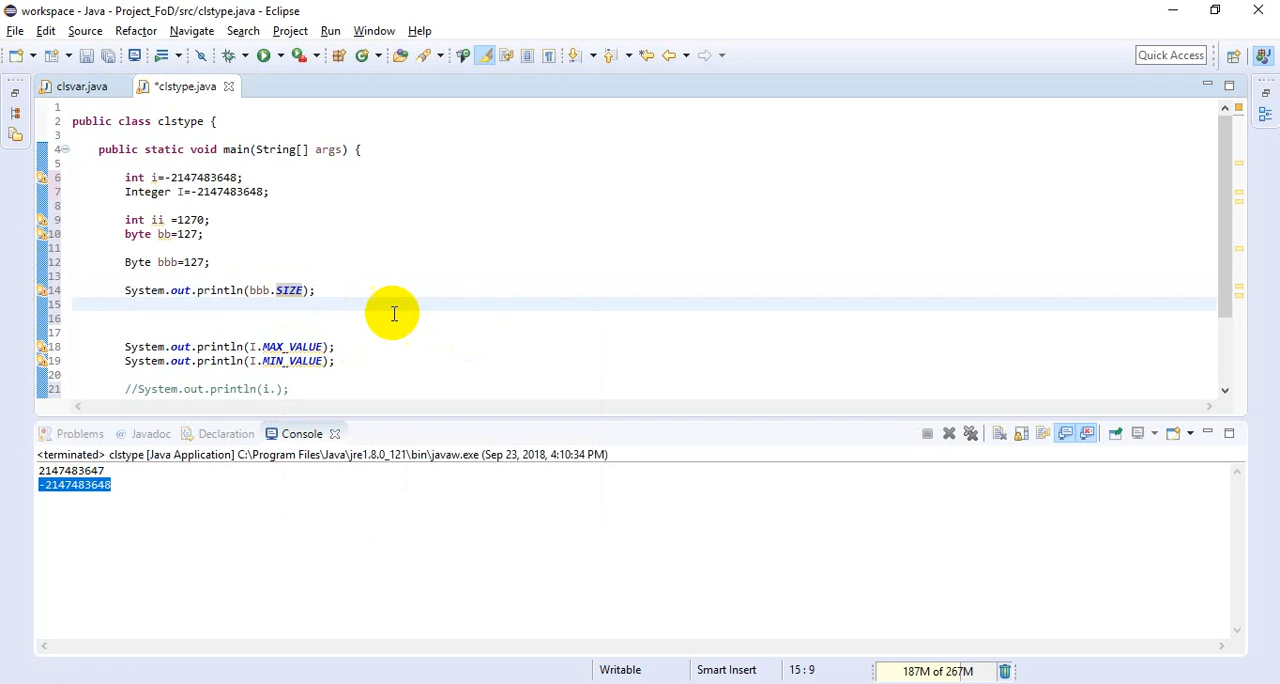 workspace - Java - Project_FoD/src/clstype.java - Eclipse
File Edit Source Refactor Navigate Search Project Run Window Help
Quick Access
clsvar.java *clstype.java
1
2 public class clstype {
3
4 public static void main(String[] args) {
5
6 int i=-2147483648;
7 Integer I=-2147483648;
8
9 int ii =1270;
10 byte bb=127;
11
12 Byte bbb=127;
13
14 System.out.println(bbb.SIZE);
15
16
17
18 System.out.println(I.MAX_VALUE);
19 System.out.println(I.MIN_VALUE);
20
21 //System.out.println(i.);
Problems @ Javadoc Declaration Console
<terminated> clstype [Java Application] C:\Program Files\Java\jre1.8.0_121\bin\javaw.exe (Sep 23, 2018, 4:10:34 PM)
2147483647
-2147483648
Writable Smart Insert 15 : 9 187M of 267M